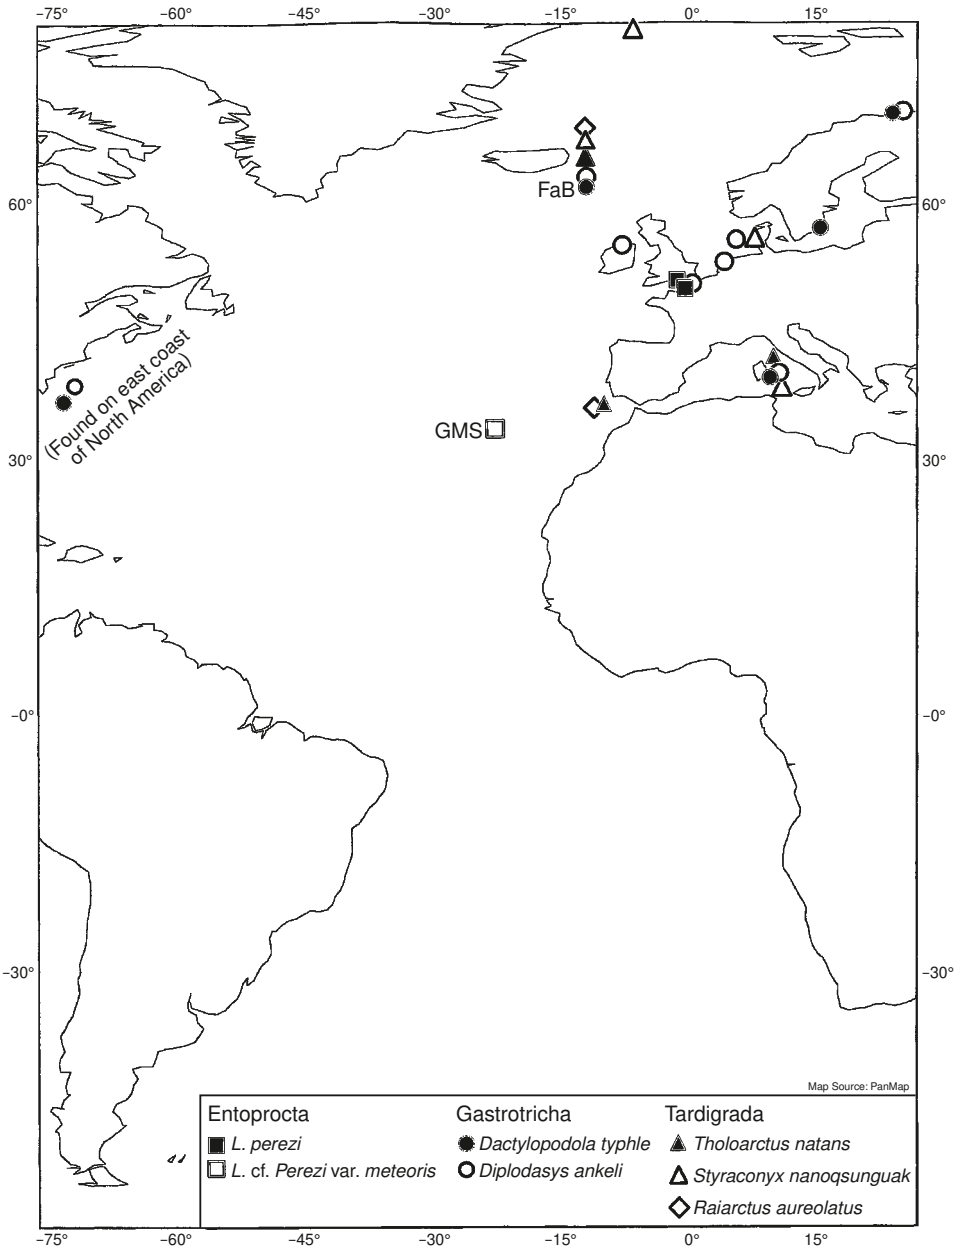 −75° −60° −45° −30° −15° 0° 15°
FaB
60° 60°
(Found on east coast
of North America)
GMS
30° 30°
−0° −0°
−30° −30°
Map Source: PanMap
Entoprocta Gastrotricha Tardigrada
L. perezi Dactylopodola typhle Tholoarctus natans
L. cf. Perezi var. meteoris Diplodasys ankeli Styraconyx nanoqsunguak
Raiarctus aureolatus
−75° −60° −45° −30° −15° 0° 15°